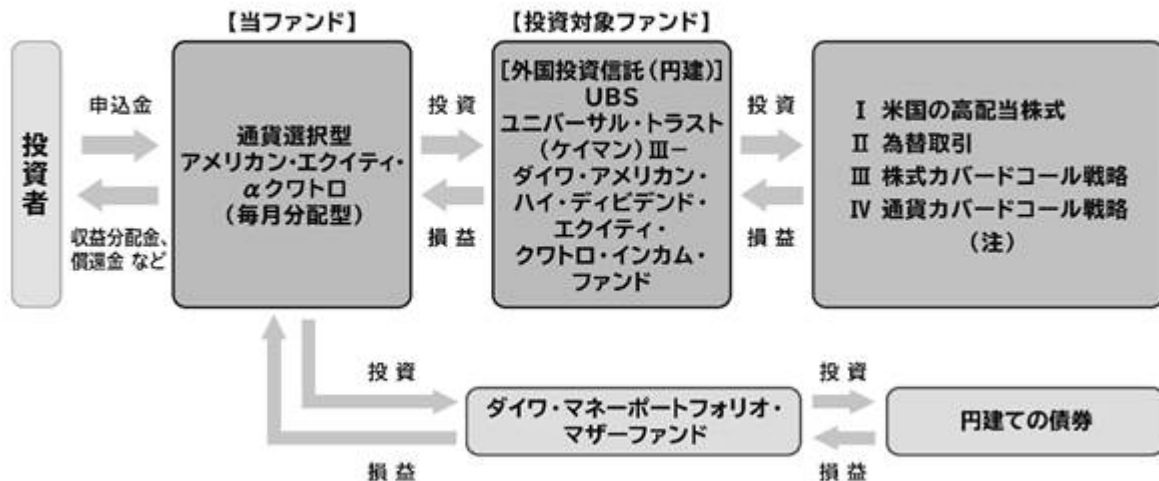 【当ファンド】
【投資対象ファンド】
投資者
申込金
収益分配金、
償還金 など
通貨選択型
アメリカン・エクイティ・
αクワトロ
(毎月分配型)
投資
損益
[外国投資信託(円建)]
UBS
ユニバーサル・トラスト
(ケイマン)Ⅲ−
ダイワ・アメリカン・
ハイ・ディビデンド・
エクイティ・
クワトロ・インカム・
ファンド
投資
損益
Ⅰ 米国の高配当株式
Ⅱ 為替取引
Ⅲ 株式カバードコール戦略
Ⅳ 通貨カバードコール戦略
(注)
投資
損益
ダイワ・マネーポートフォリオ・
マザーファンド
投資
損益
円建ての債券